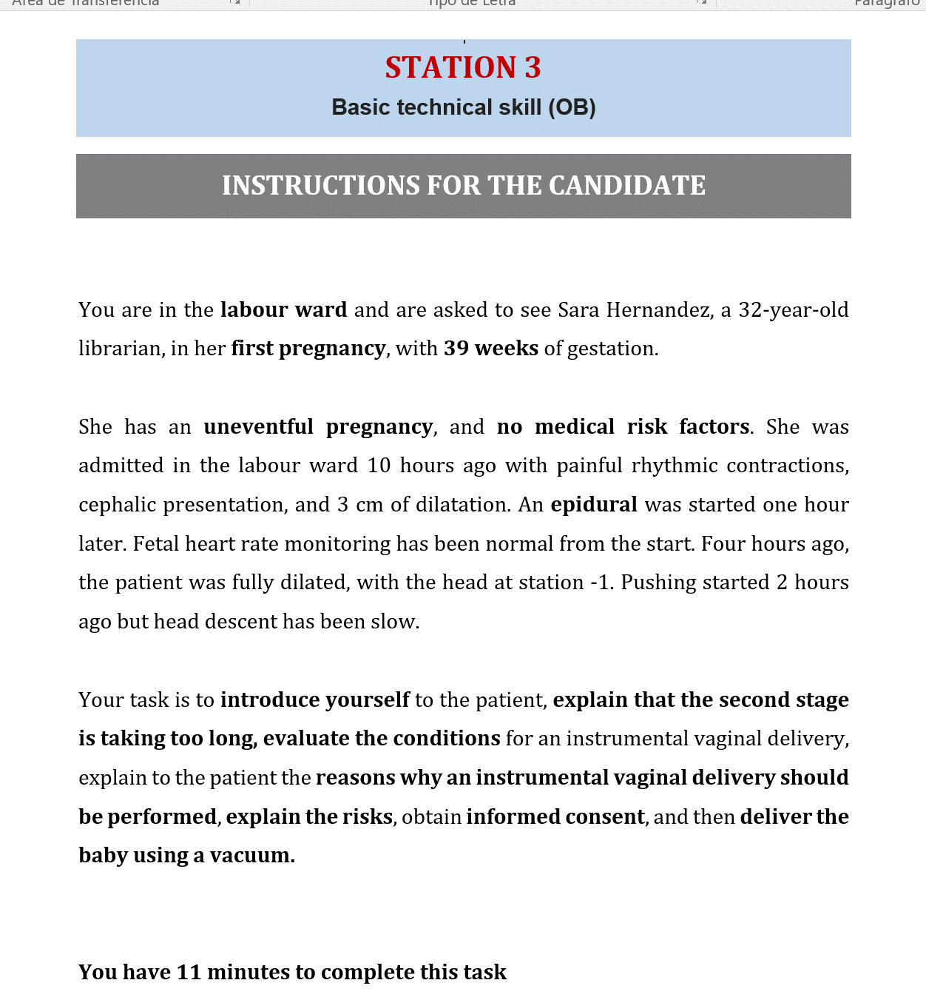 Área de Transferência Tipo de Letra Parágrafo
STATION 3
Basic technical skill (OB)
INSTRUCTIONS FOR THE CANDIDATE
You are in the labour ward and are asked to see Sara Hernandez, a 32-year-old
librarian, in her first pregnancy, with 39 weeks of gestation.
She has an uneventful pregnancy, and no medical risk factors. She was
admitted in the labour ward 10 hours ago with painful rhythmic contractions,
cephalic presentation, and 3 cm of dilatation. An epidural was started one hour
later. Fetal heart rate monitoring has been normal from the start. Four hours ago,
the patient was fully dilated, with the head at station -1. Pushing started 2 hours
ago but head descent has been slow.
Your task is to introduce yourself to the patient, explain that the second stage
is taking too long, evaluate the conditions for an instrumental vaginal delivery,
explain to the patient the reasons why an instrumental vaginal delivery should
be performed, explain the risks, obtain informed consent, and then deliver the
baby using a vacuum.
You have 11 minutes to complete this task